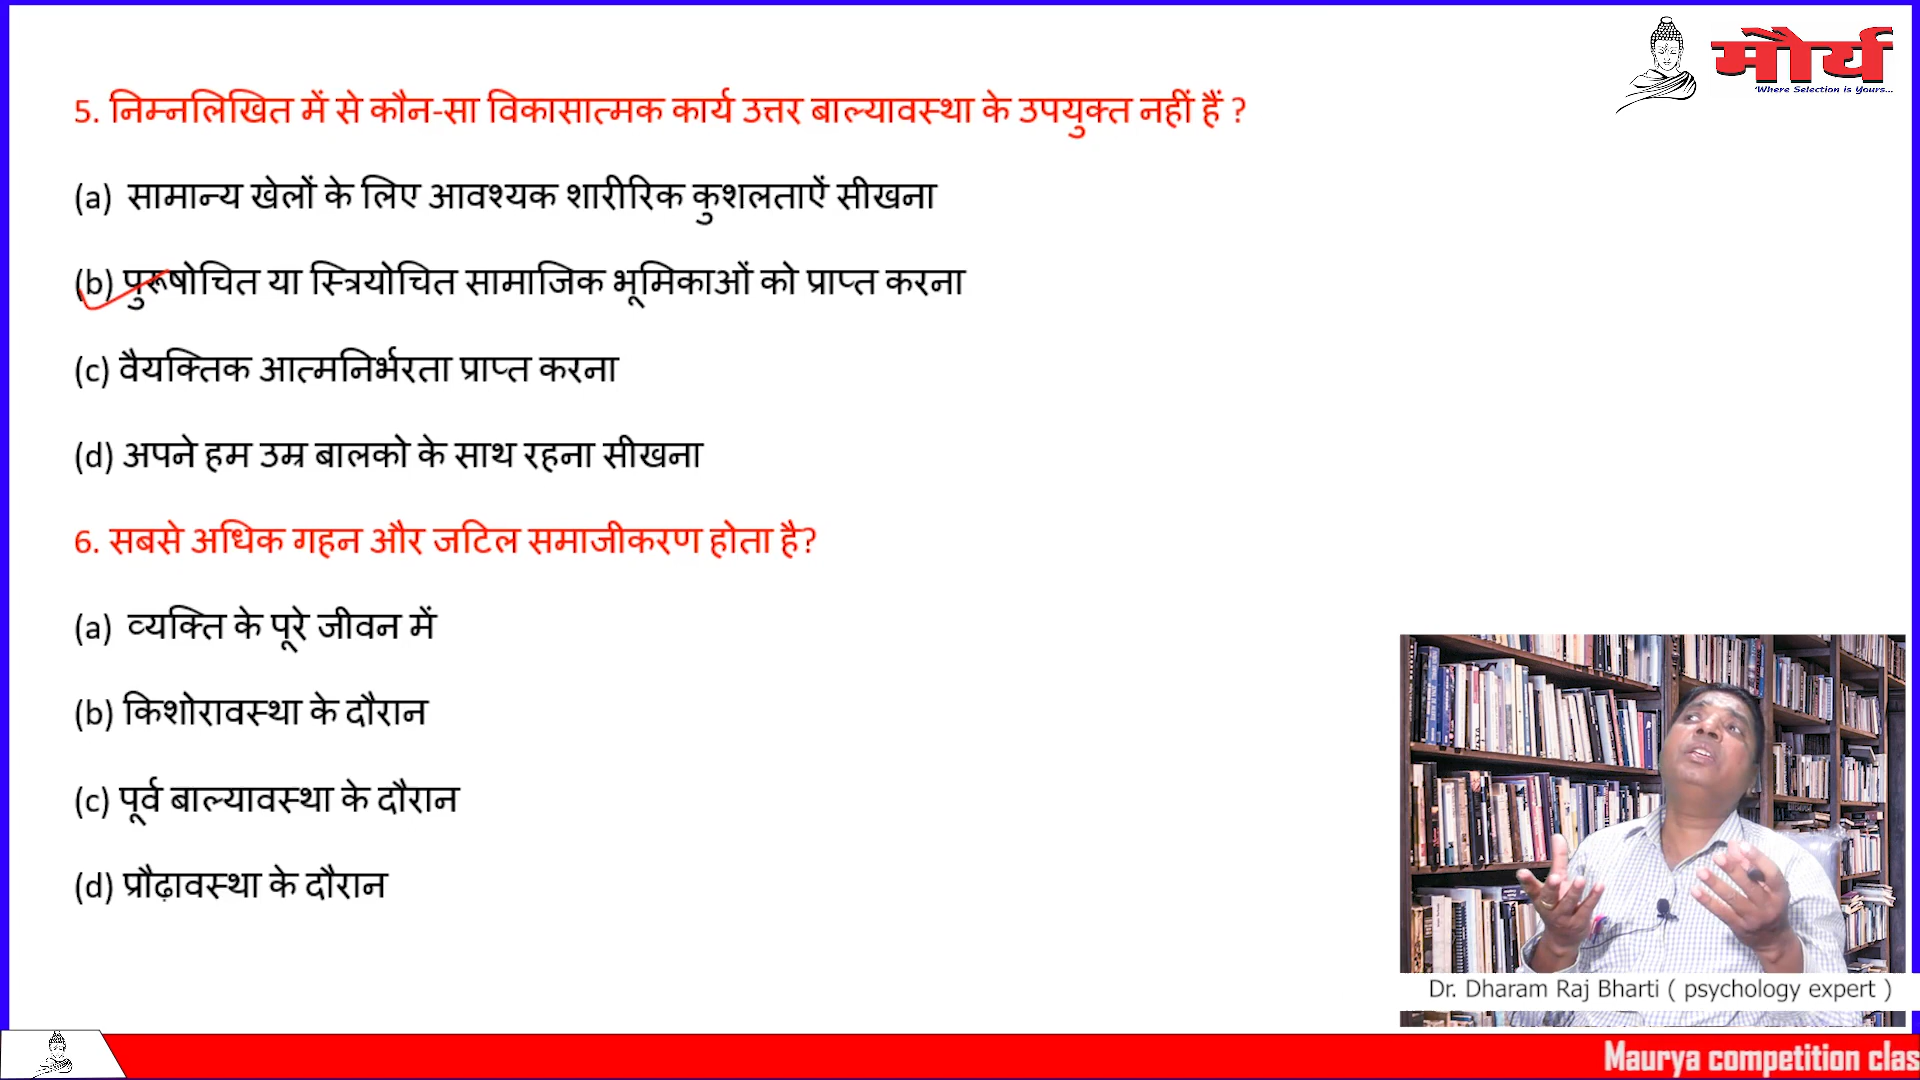 मौर्य
'Where Selection is Yours...
5. निम्नलिखित में से कौन-सा विकासात्मक कार्य उत्तर बाल्यावस्था के उपयुक्त नहीं हैं ?
(a) सामान्य खेलों के लिए आवश्यक शारीरिक कुशलताऐं सीखना
(b) पुरूषोचित या स्त्रियोचित सामाजिक भूमिकाओं को प्राप्त करना
(c) वैयक्तिक आत्मनिर्भरता प्राप्त करना
(d) अपने हम उम्र बालको के साथ रहना सीखना
6. सबसे अधिक गहन और जटिल समाजीकरण होता है?
(a) व्यक्ति के पूरे जीवन में
(b) किशोरावस्था के दौरान
(c) पूर्व बाल्यावस्था के दौरान
(d) प्रौढ़ावस्था के दौरान
Dr. Dharam Raj Bharti ( psychology expert )
Maurya competition clas